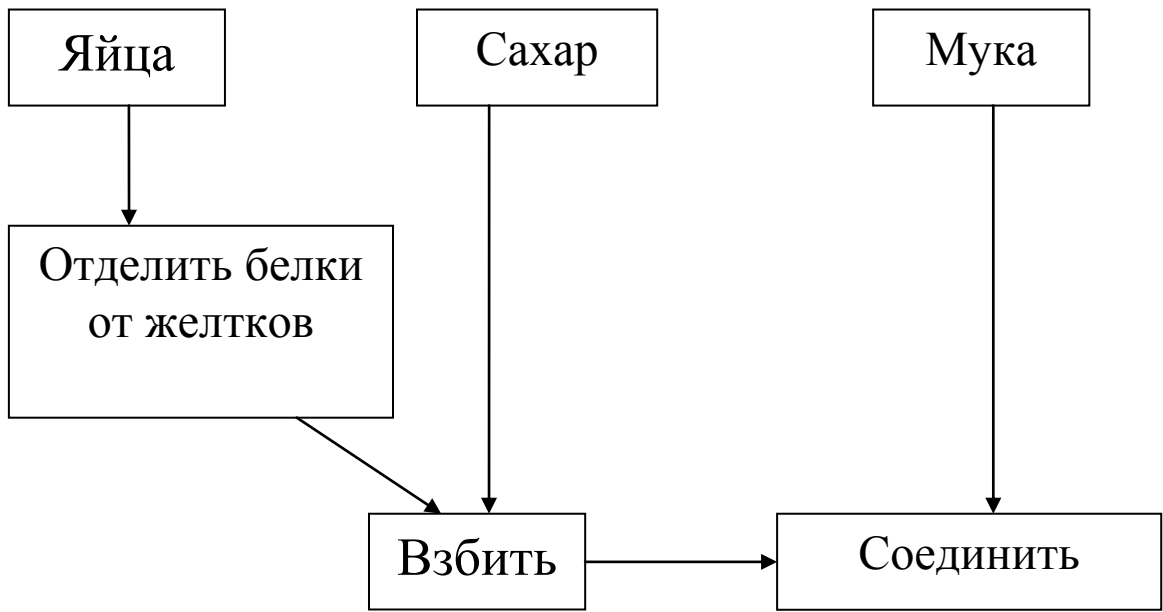 Яйца
Сахар
Мука
Отделить белки
от желтков
Взбить
Соединить